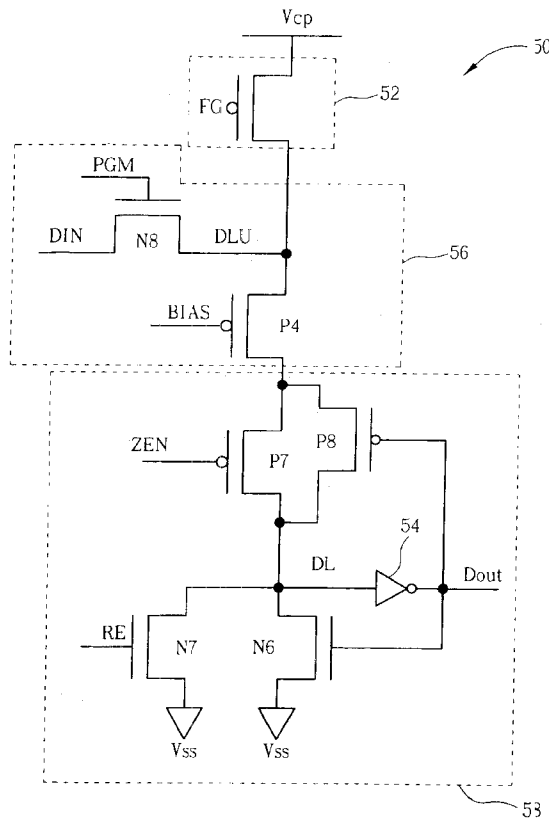 Vcp
50
52
FG
PGM
DIN
N8
DLU
56
BIAS
P4
ZEN
P7
P8
54
DL
Dout
RE
N7
N6
Vss
Vss
58